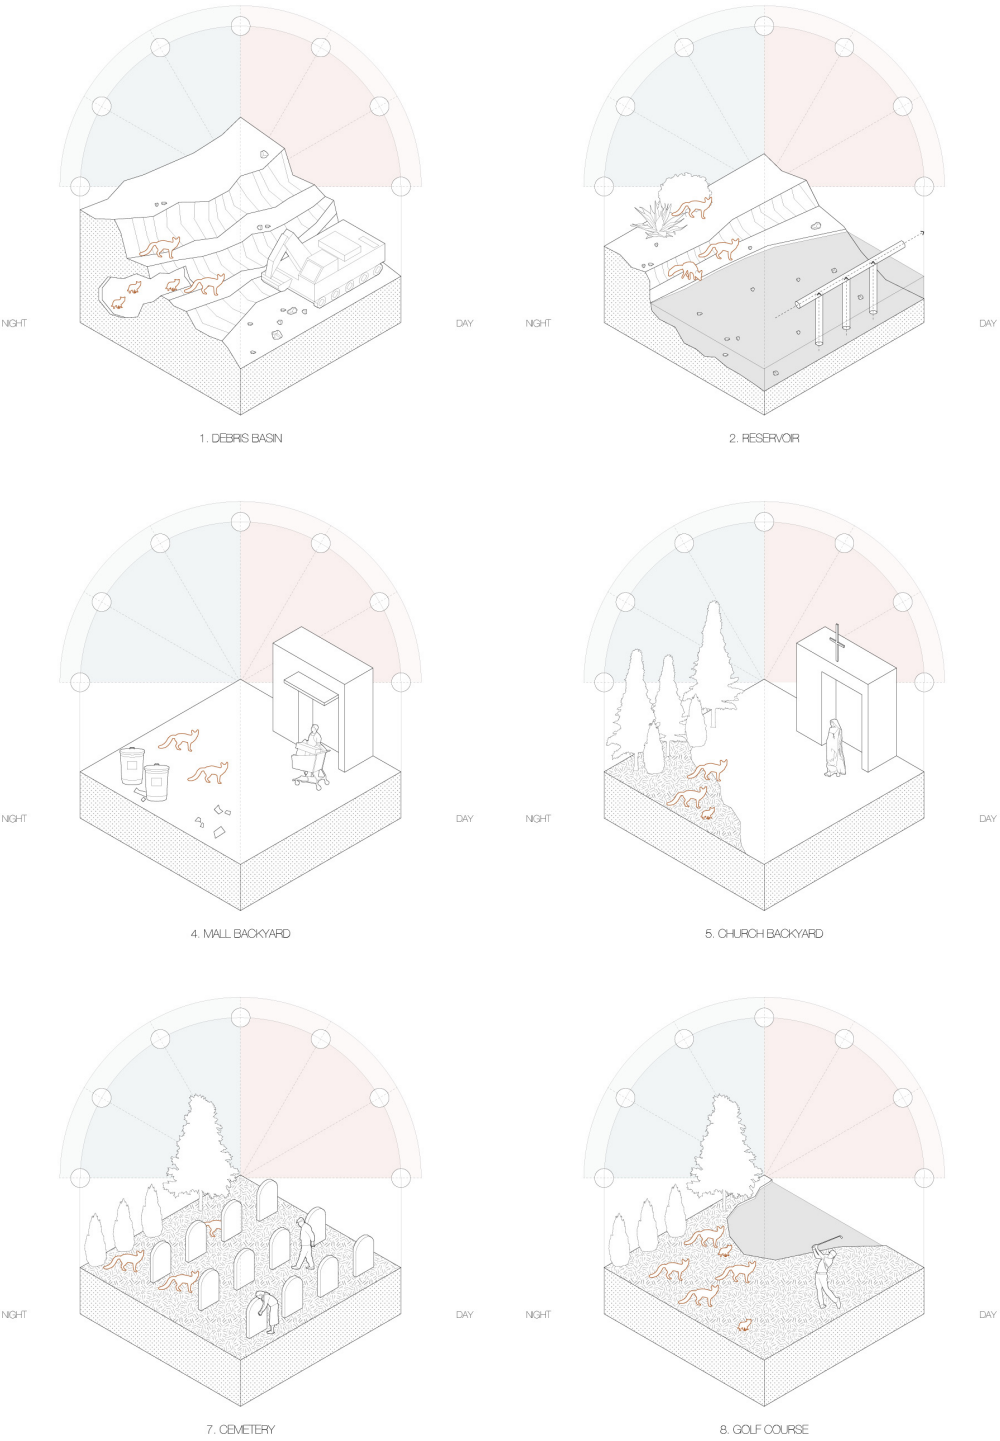 NIGHT
DAY
NIGHT
DAY
1. DEBRIS BASIN
2. RESERVOIR
NIGHT
DAY
NIGHT
DAY
4. MALL BACKYARD
5. CHURCH BACKYARD
NIGHT
DAY
NIGHT
DAY
7. CEMETERY
8. GOLF COURSE